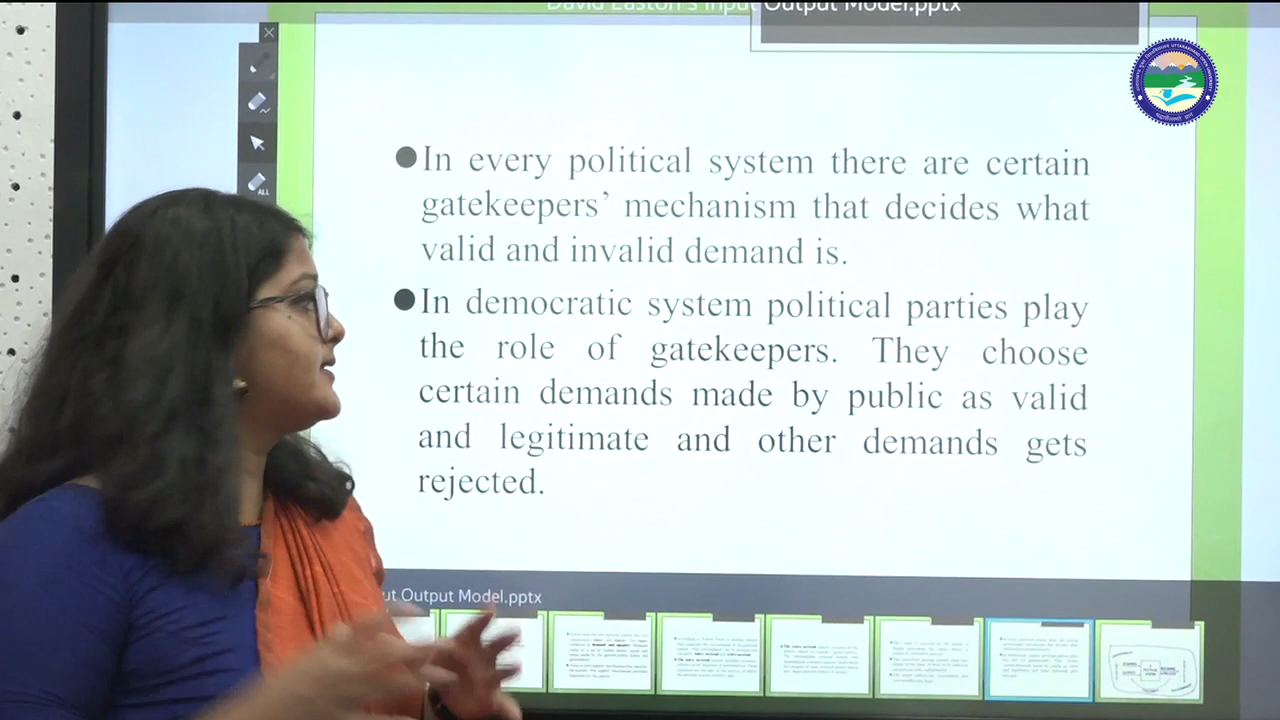 David Easton's Input Output Model.pptx
ALL
●In every political system there are certain
gatekeepers’ mechanism that decides what
valid and invalid demand is.
●In democratic system political parties play
the role of gatekeepers. They choose
certain demands made by public as valid
and legitimate and other demands gets
rejected.
ut Output Model.pptx